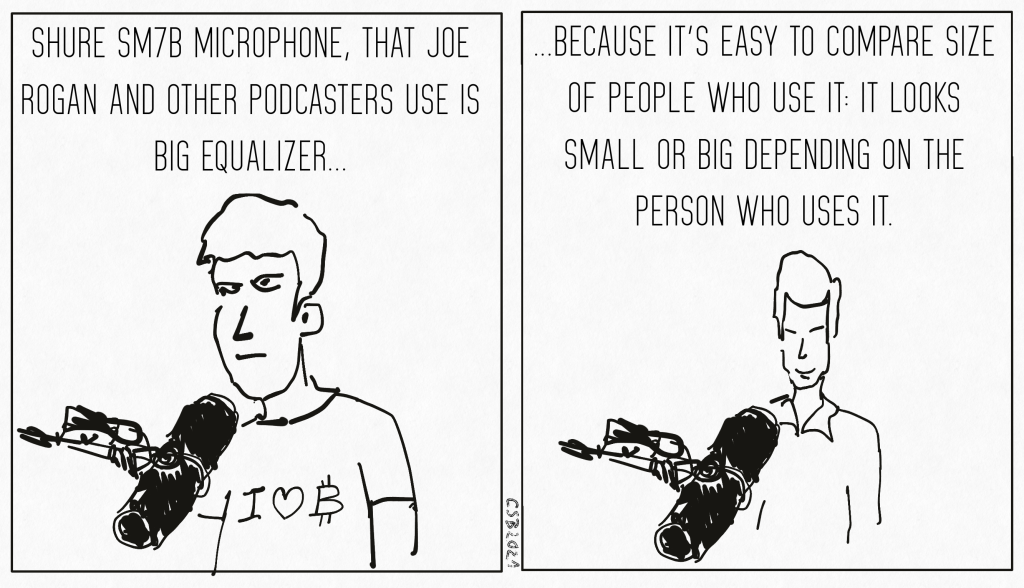 SHURE SM7B MICROPHONE, THAT JOE
ROGAN AND OTHER PODCASTERS USE IS
BIG EQUALIZER...
I ♡ ₿
...BECAUSE IT'S EASY TO COMPARE SIZE
OF PEOPLE WHO USE IT: IT LOOKS
SMALL OR BIG DEPENDING ON THE
PERSON WHO USES IT.